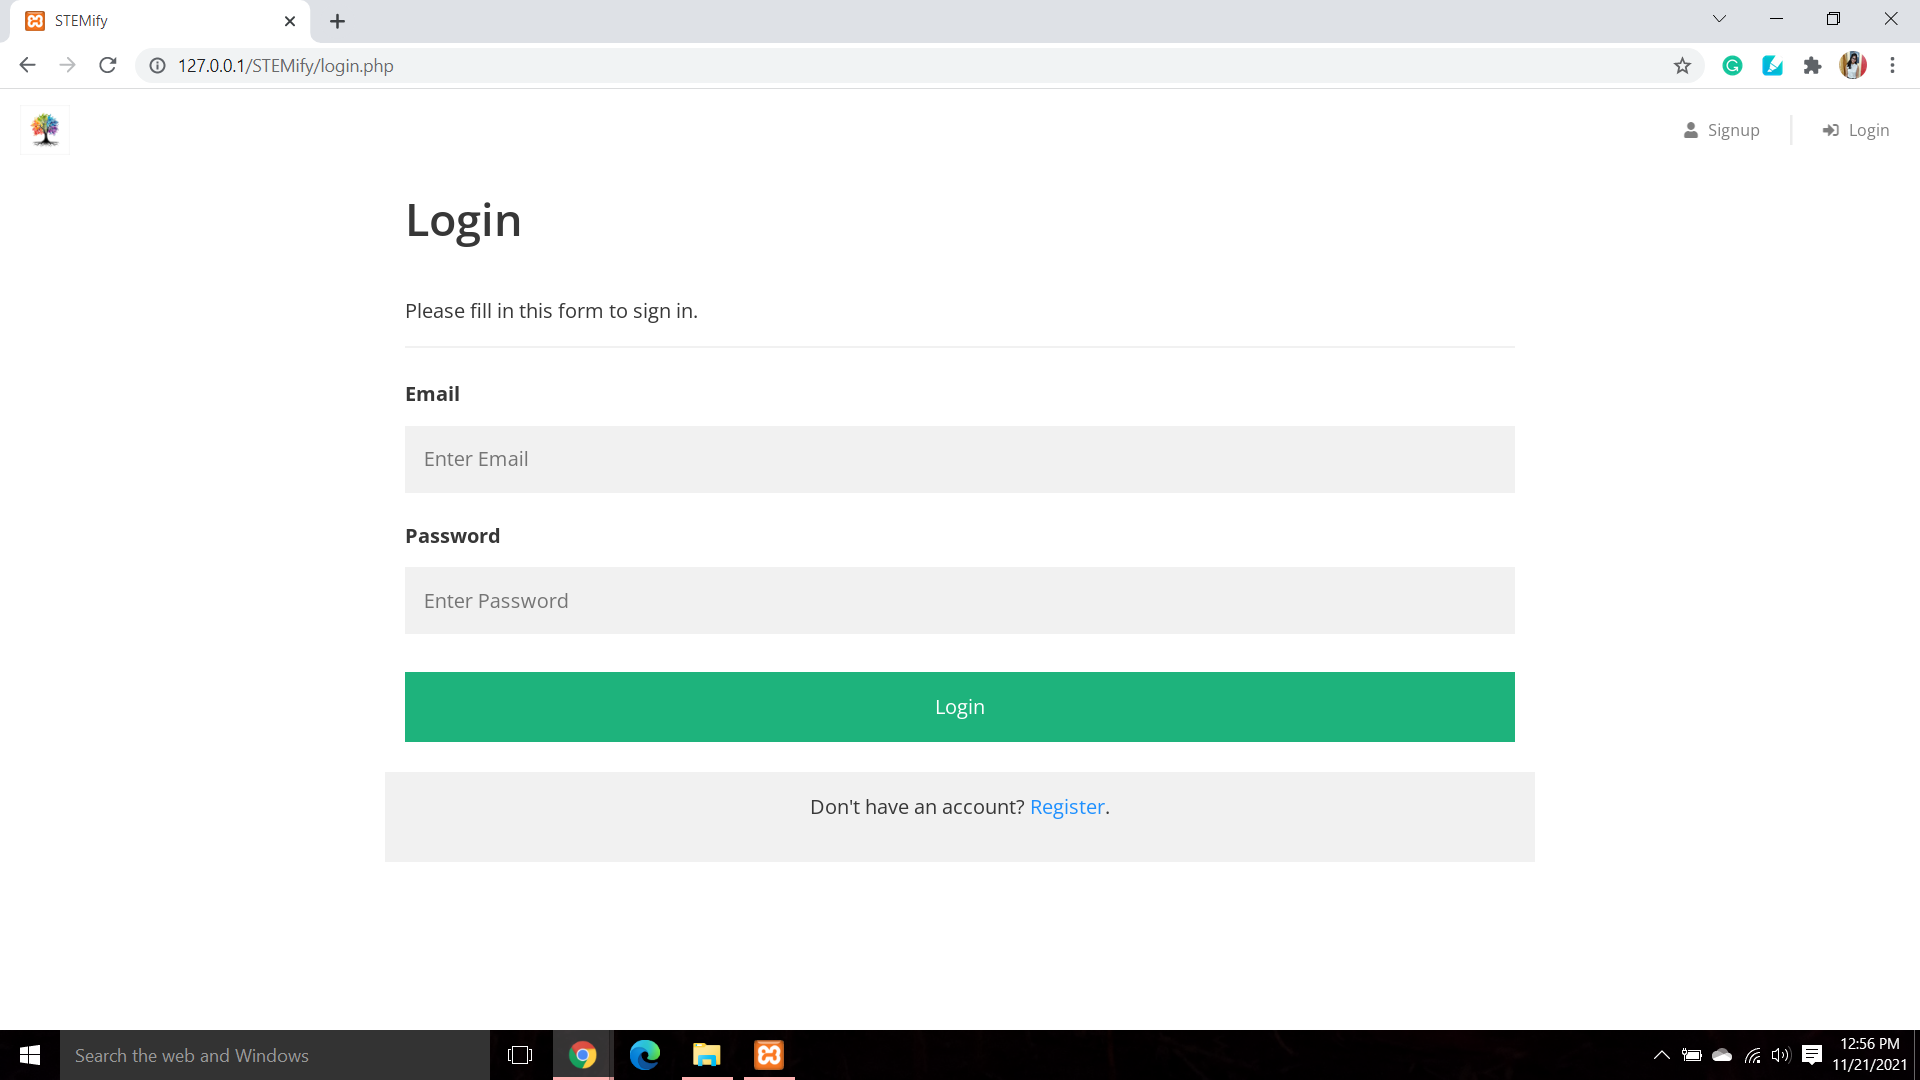 STEMify
127.0.0.1/STEMify/login.php
Signup
Login
Login
Please fill in this form to sign in.
Email
Enter Email
Password
Enter Password
Login
Don't have an account? Register.
Search the web and Windows
12:56 PM
11/21/2021